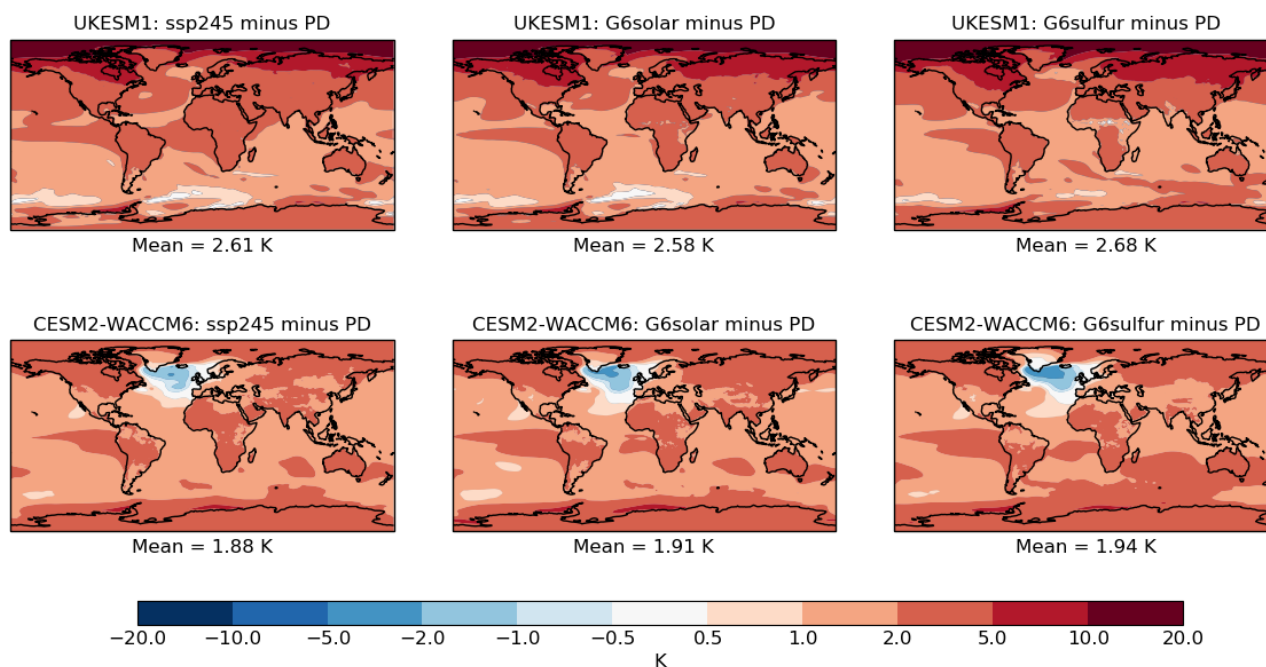 UKESM1: ssp245 minus PD
UKESM1: G6solar minus PD
UKESM1: G6sulfur minus PD
Mean = 2.61 K
Mean = 2.58 K
Mean = 2.68 K
CESM2-WACCM6: ssp245 minus PD
CESM2-WACCM6: G6solar minus PD
CESM2-WACCM6: G6sulfur minus PD
Mean = 1.88 K
Mean = 1.91 K
Mean = 1.94 K
−20.0 −10.0 −5.0 −2.0 −1.0 −0.5 0.5 1.0 2.0 5.0 10.0 20.0
K